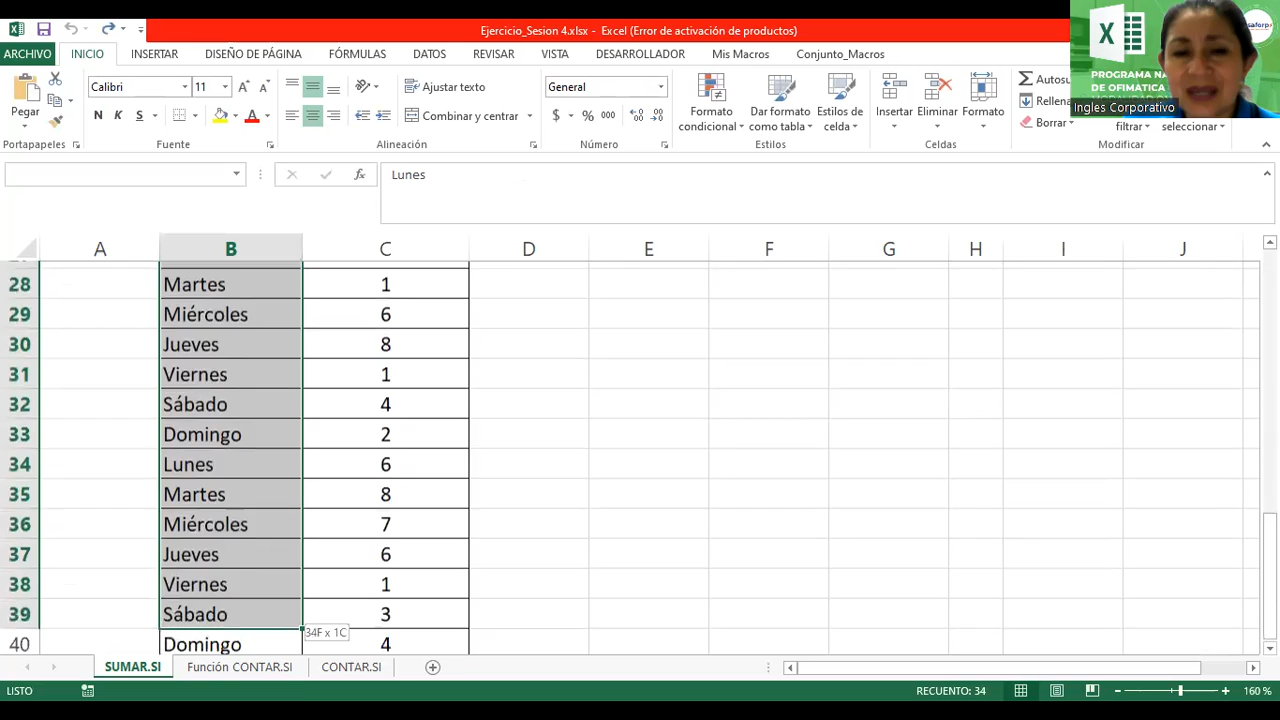 Ejercicio_Sesion 4.xlsx - Excel (Error de activación de productos)
ARCHIVO INICIO INSERTAR DISEÑO DE PÁGINA FÓRMULAS DATOS REVISAR VISTA DESARROLLADOR Mis Macros Conjunto_Macros
PROGRAMA NA
DE OFIMATICA
Ingles Corporativo
Pegar
Calibri 11
N K S
Ajustar texto
Combinar y centrar
General
$ % 000
Formato condicional
Dar formato como tabla
Estilos de celda
Insertar Eliminar Formato
Autosu
Rellena
Borrar
filtrar seleccionar
Portapapeles Fuente Alineación Número Estilos Celdas Modificar
fx Lunes
A B C D E F G H I J
28 Martes 1
29 Miércoles 6
30 Jueves 8
31 Viernes 1
32 Sábado 4
33 Domingo 2
34 Lunes 6
35 Martes 8
36 Miércoles 7
37 Jueves 6
38 Viernes 1
39 Sábado 3
34F x 1C
40 Domingo 4
SUMAR.SI Función CONTAR.SI CONTAR.SI
LISTO RECUENTO: 34 160 %